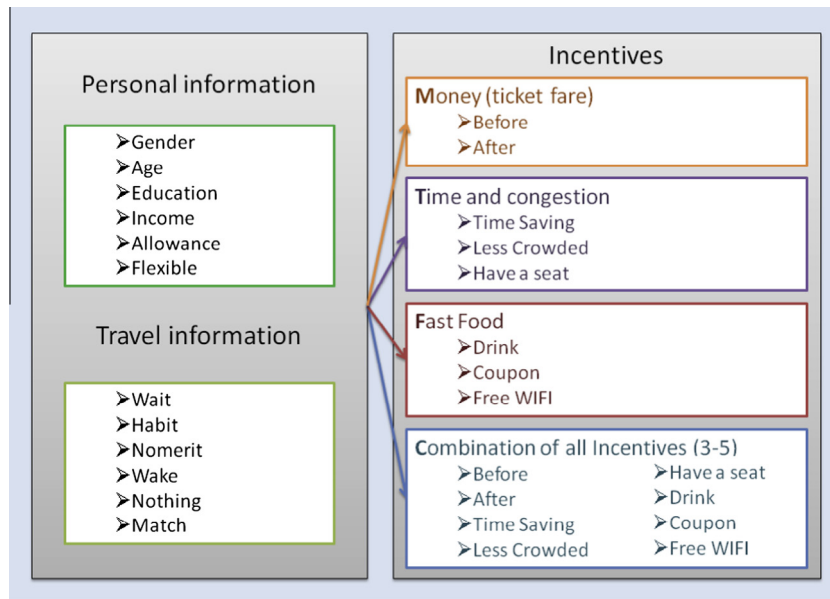 Personal information
➢Gender
➢Age
➢Education
➢Income
➢Allowance
➢Flexible
Travel information
➢Wait
➢Habit
➢Nomerit
➢Wake
➢Nothing
➢Match
Incentives
Money (ticket fare)
➢Before
➢After
Time and congestion
➢Time Saving
➢Less Crowded
➢Have a seat
Fast Food
➢Drink
➢Coupon
➢Free WIFI
Combination of all Incentives (3-5)
➢Before
➢After
➢Time Saving
➢Less Crowded
➢Have a seat
➢Drink
➢Coupon
➢Free WIFI